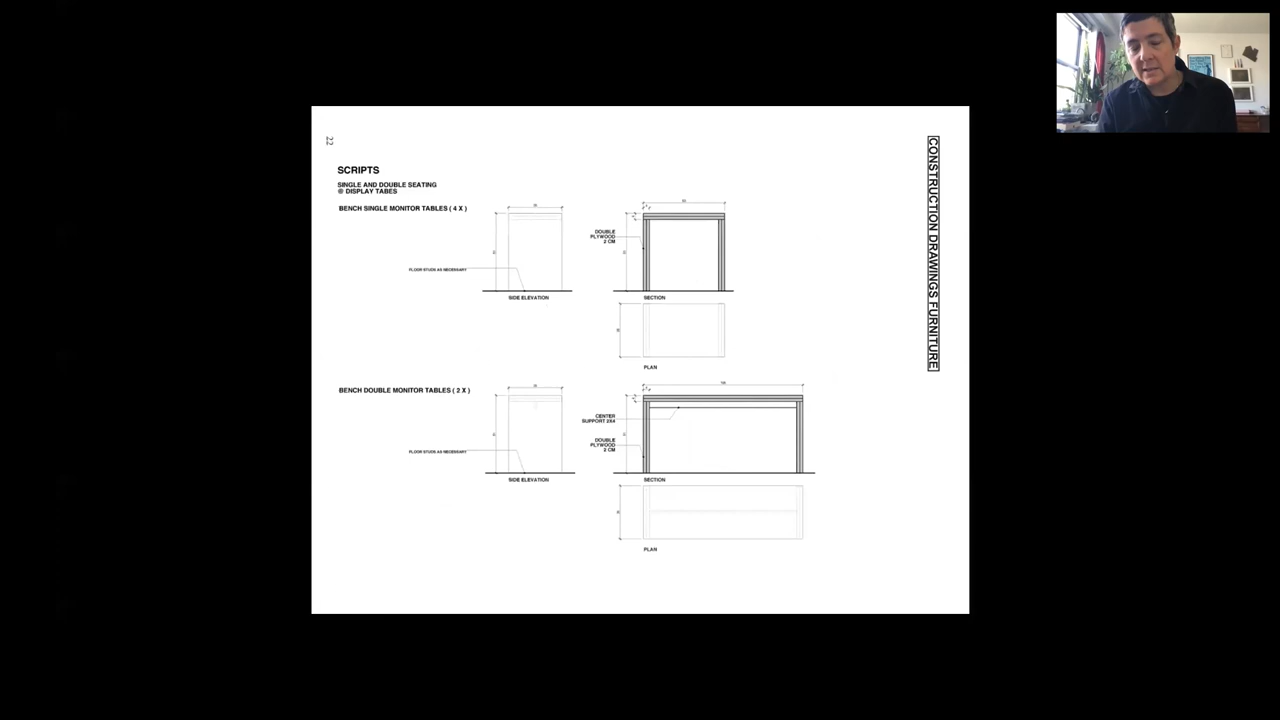 22
SCRIPTS
SINGLE AND DOUBLE SEATING
@ DISPLAY TABES
BENCH SINGLE MONITOR TABLES ( 4 X )
FLOOR STUDS AS NECESSARY
SIDE ELEVATION
DOUBLE
PLYWOOD
2 CM
SECTION
PLAN
BENCH DOUBLE MONITOR TABLES ( 2 X )
FLOOR STUDS AS NECESSARY
SIDE ELEVATION
CENTER
SUPPORT 2X4
DOUBLE
PLYWOOD
2 CM
SECTION
PLAN
CONSTRUCTION DRAWINGS FURNITURE